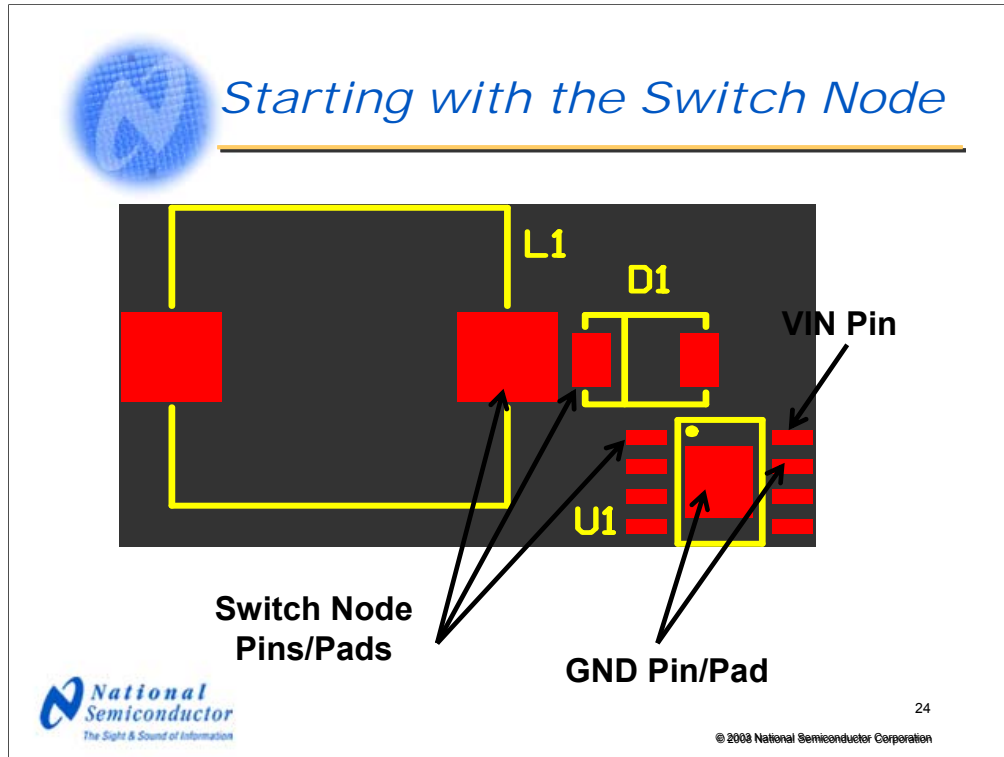 Starting with the Switch Node
L1
D1
VIN Pin
U1
Switch Node
Pins/Pads
GND Pin/Pad
National
Semiconductor
The Sight & Sound of Information
24
© 2003 National Semiconductor Corporation